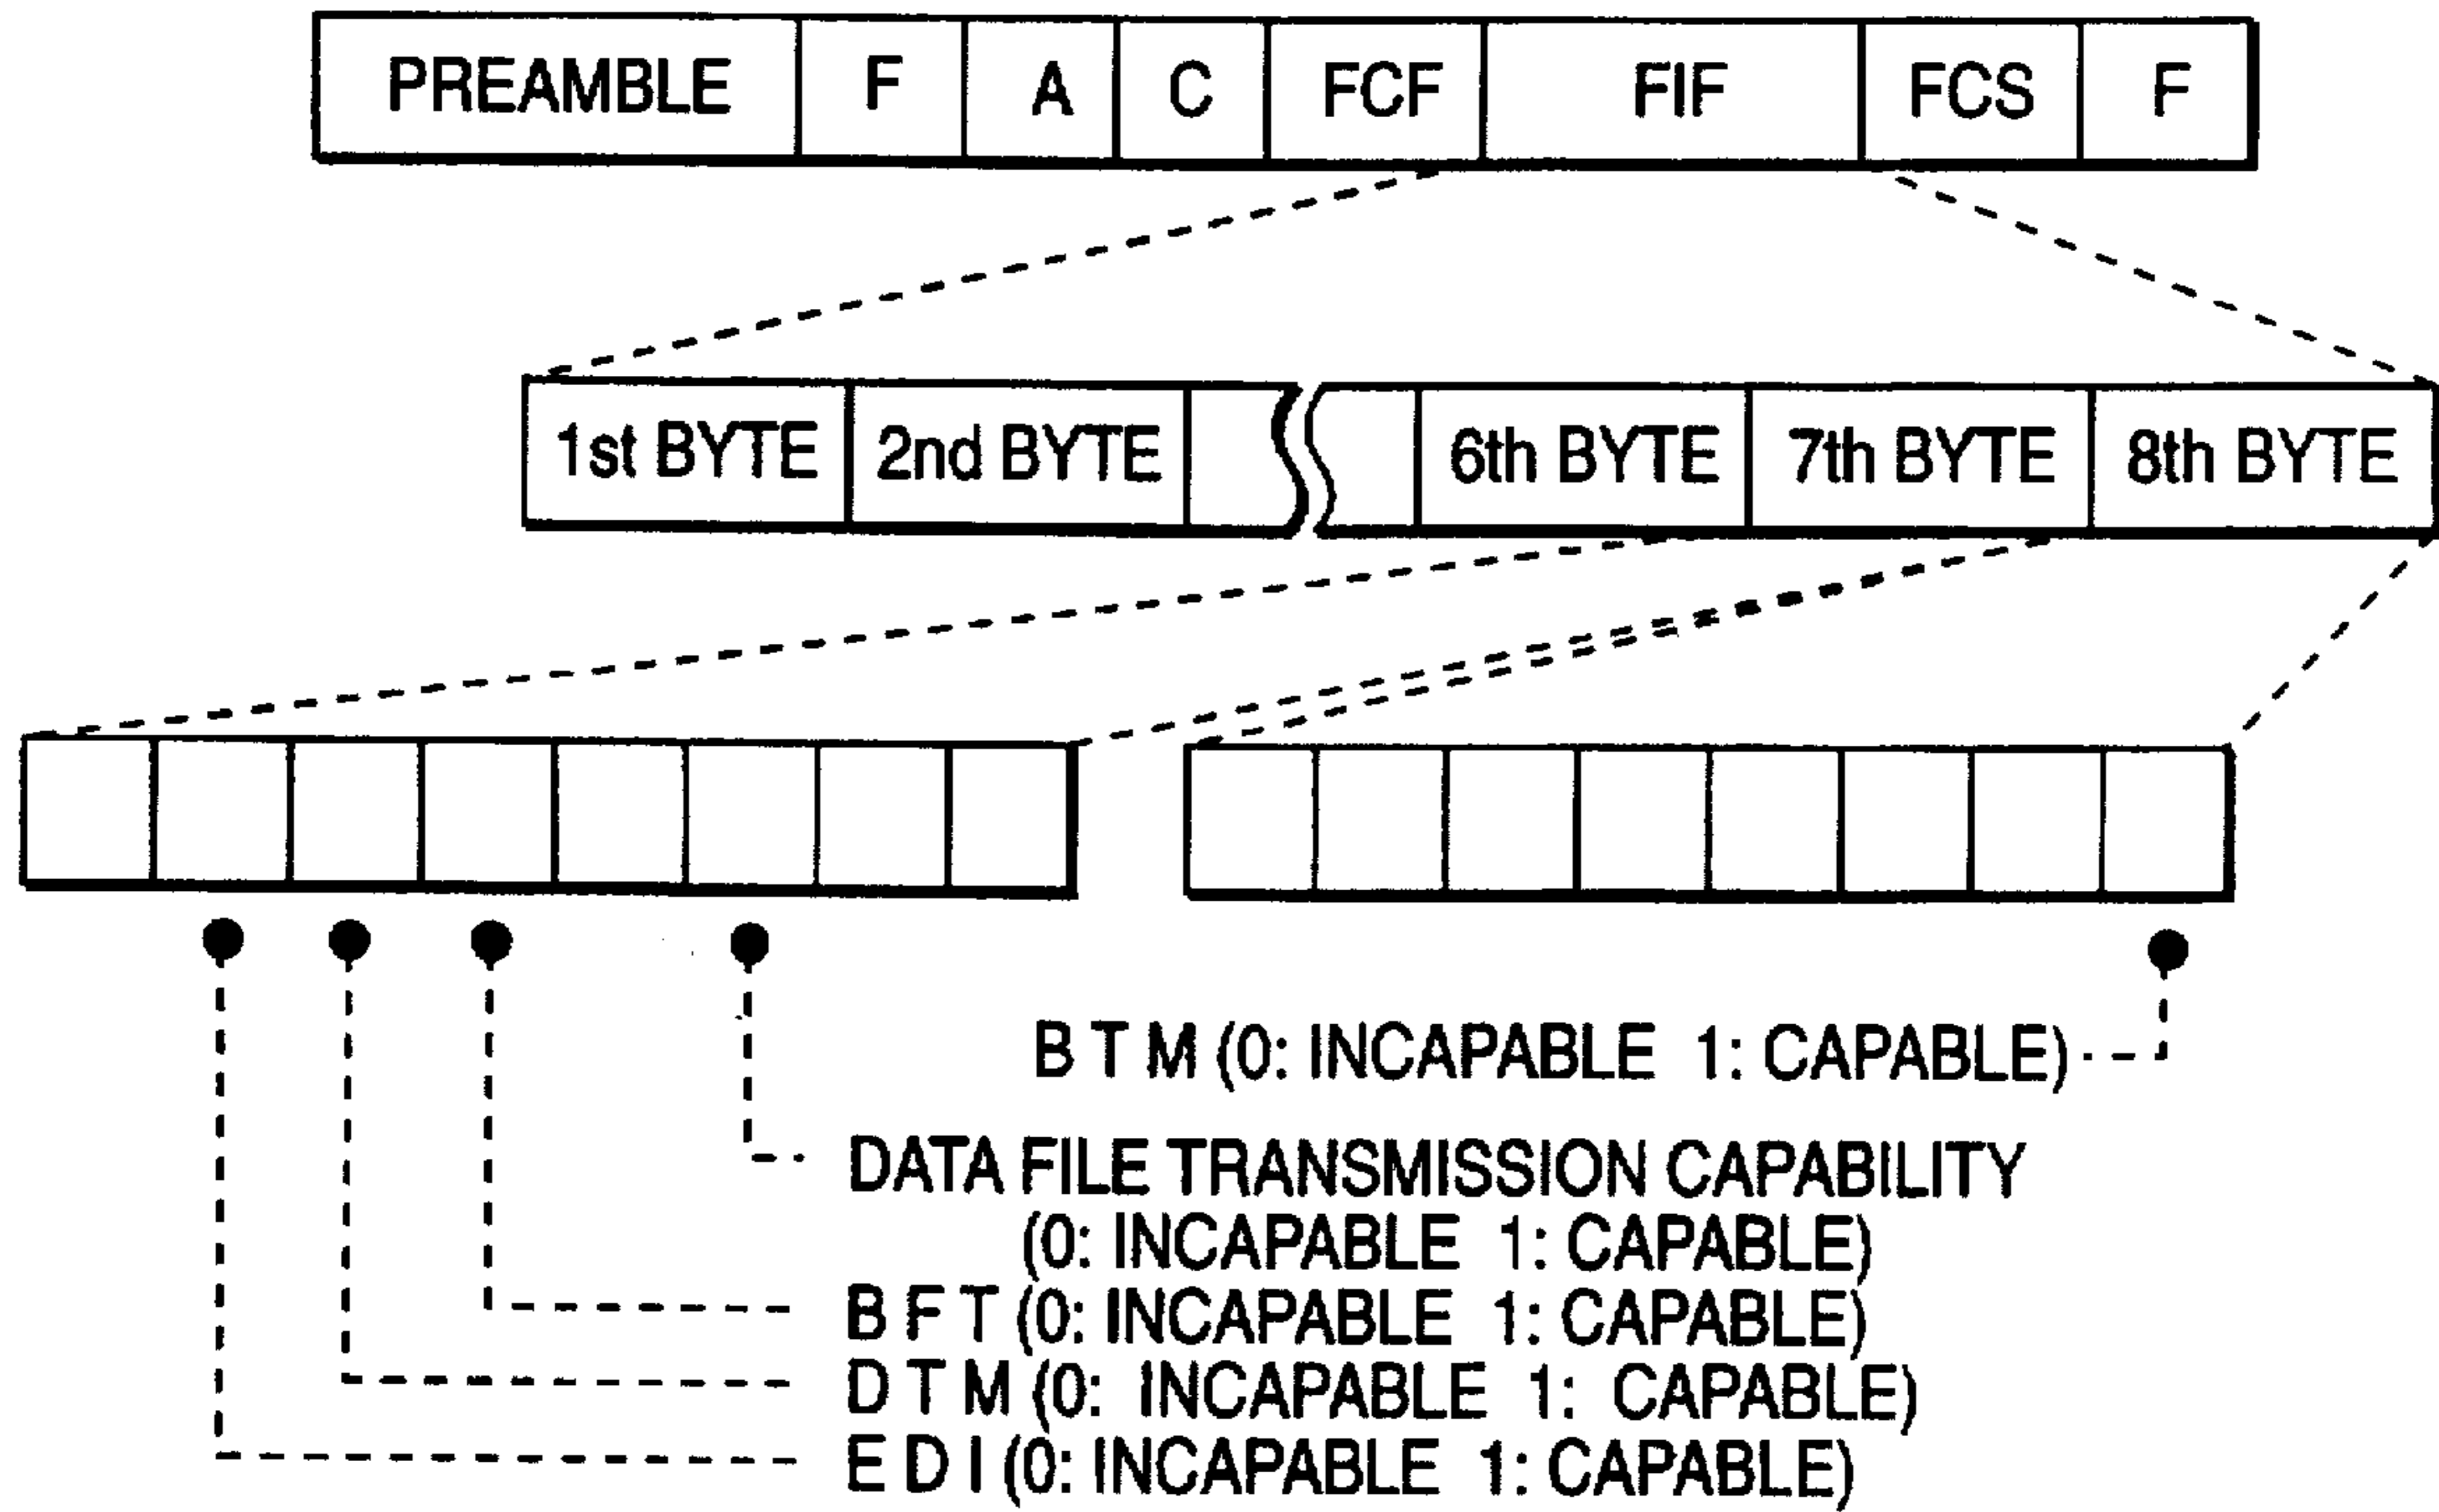 PREAMBLE F A C FCF FIF FCS F
1st BYTE 2nd BYTE 6th BYTE 7th BYTE 8th BYTE
B T M (0: INCAPABLE 1: CAPABLE)
DATA FILE TRANSMISSION CAPABILITY
(0: INCAPABLE 1: CAPABLE)
B F T (0: INCAPABLE 1: CAPABLE)
D T M (0: INCAPABLE 1: CAPABLE)
E D I (0: INCAPABLE 1: CAPABLE)